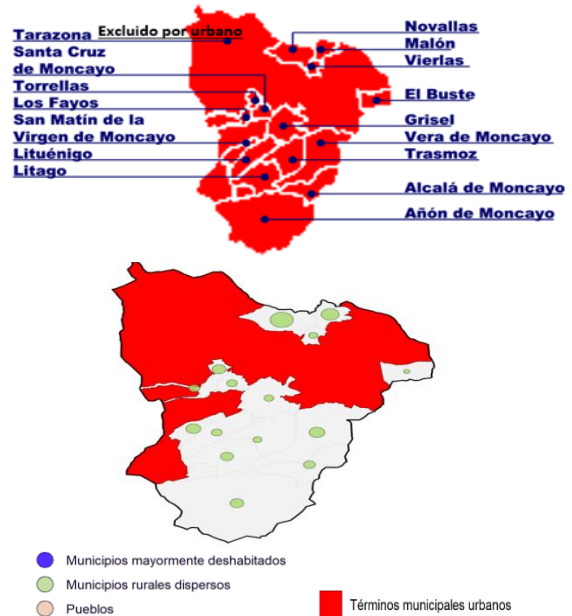 Tarazona Excluido por urbano
Santa Cruz
de Moncayo
Torrellas
Los Fayos
San Matín de la
Virgen de Moncayo
Lituénigo
Litago
Novallas
Malón
Vierlas
El Buste
Grisel
Vera de Moncayo
Trasmoz
Alcalá de Moncayo
Añón de Moncayo
Municipios mayormente deshabitados
Municipios rurales dispersos
Pueblos
Términos municipales urbanos